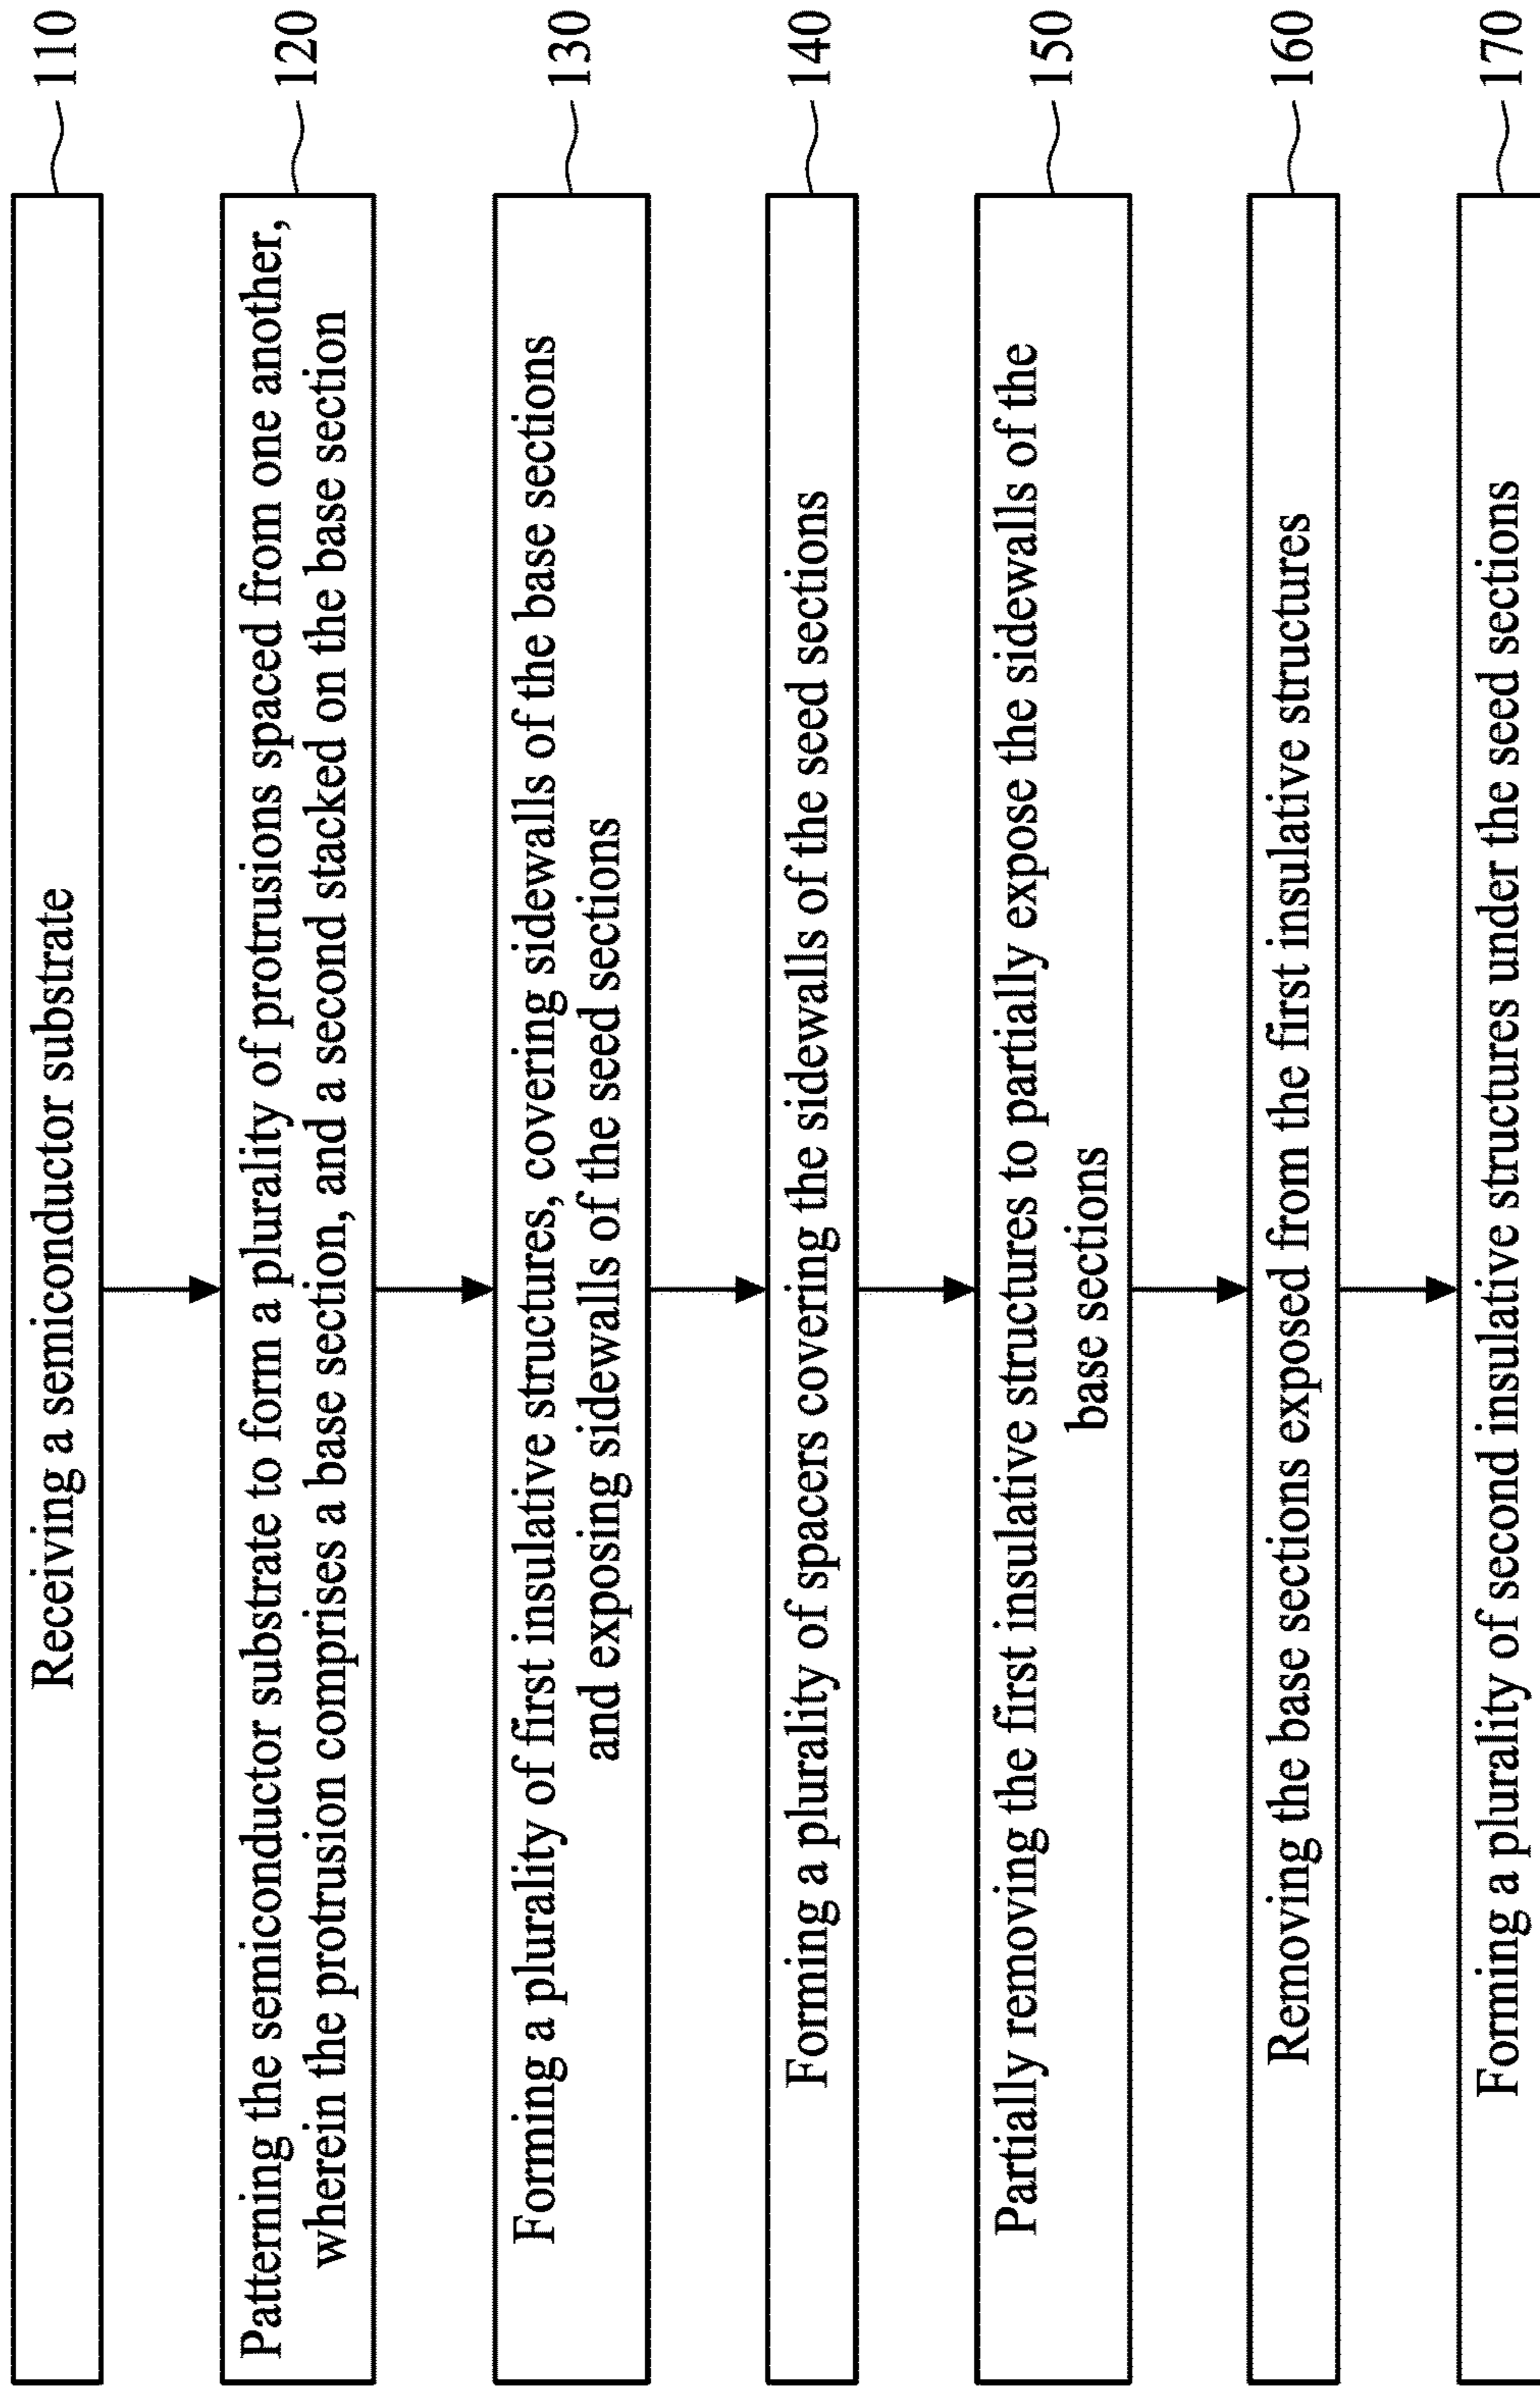 Receiving a semiconductor substrate
110
Patterning the semiconductor substrate to form a plurality of protrusions spaced from one another,
wherein the protrusion comprises a base section, and a second stacked on the base section
120
Forming a plurality of first insulative structures, covering sidewalls of the base sections
and exposing sidewalls of the seed sections
130
Forming a plurality of spacers covering the sidewalls of the seed sections
140
Partially removing the first insulative structures to partially expose the sidewalls of the
base sections
150
Removing the base sections exposed from the first insulative structures
160
Forming a plurality of second insulative structures under the seed sections
170